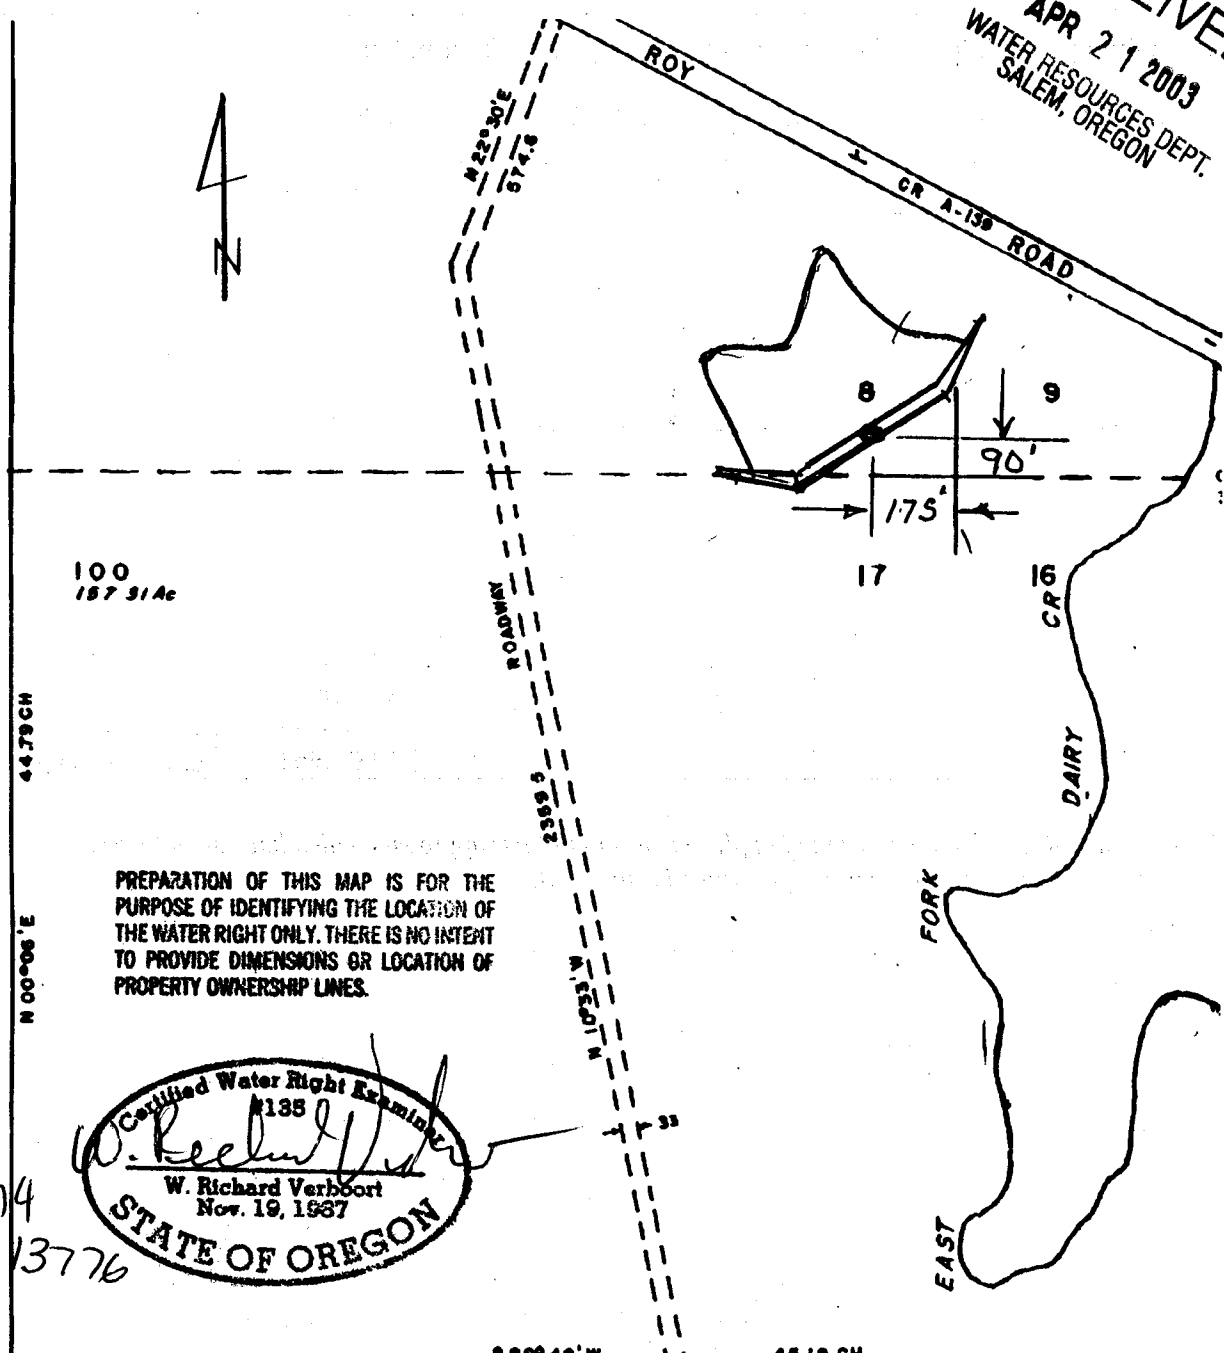 APR 21 2003
WATER RESOURCES DEPT.
SALEM, OREGON
ROY
CR A-139
ROAD
N 22° 30' E
574.6
N
8
9
90'
175'
17
16
100
157 31 Ac
ROADWAY
44.79 CH
N 00° 06' E
2359 5
N 10° 53' W
33
CR
DAIRY
FORK
EAST
PREPARATION OF THIS MAP IS FOR THE
PURPOSE OF IDENTIFYING THE LOCATION OF
THE WATER RIGHT ONLY. THERE IS NO INTENT
TO PROVIDE DIMENSIONS OR LOCATION OF
PROPERTY OWNERSHIP LINES.
Certified Water Right Examiner
#135
W. Richard Verboort
Nov. 19, 1987
STATE OF OREGON
13776